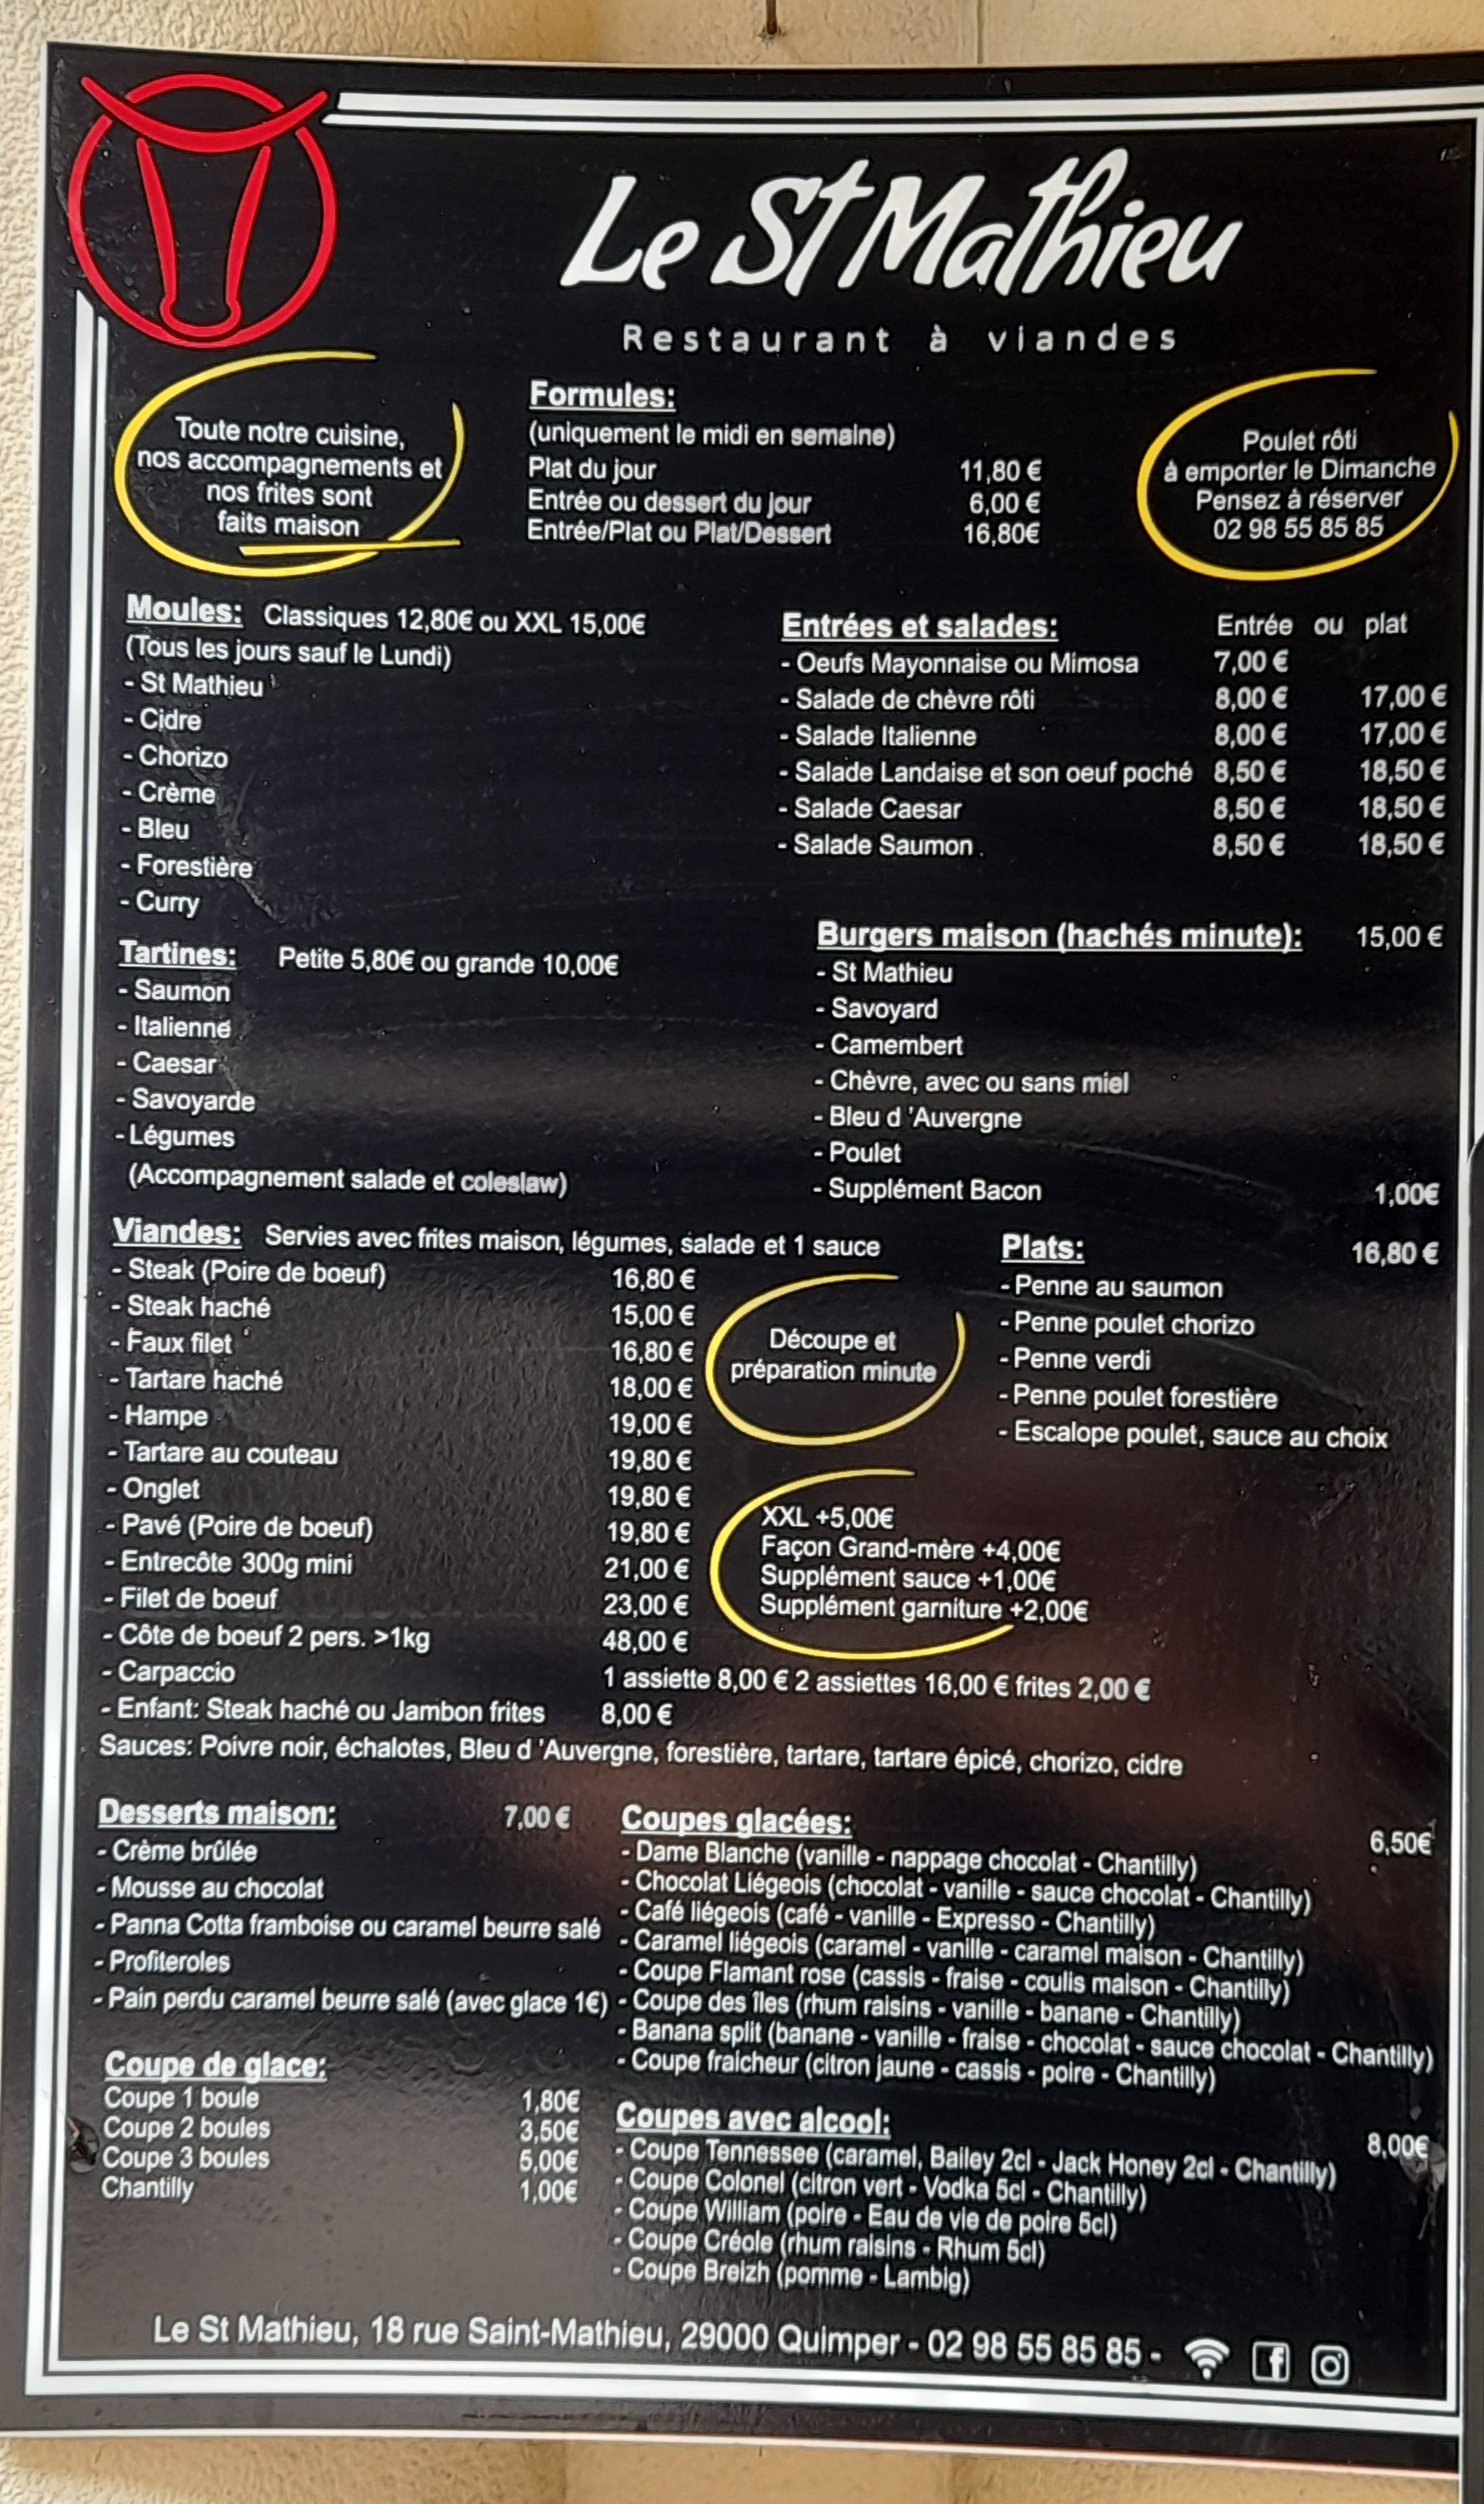 Le St Mathieu
Restaurant à viandes
Toute notre cuisine,
nos accompagnements et
nos frites sont
faits maison
Formules:
(uniquement le midi en semaine)
Plat du jour 11,80 €
Entrée ou dessert du jour 6,00 €
Entrée/Plat ou Plat/Dessert 16,80€
Poulet rôti
à emporter le Dimanche
Pensez à réserver
02 98 55 85 85
Moules: Classiques 12,80€ ou XXL 15,00€
(Tous les jours sauf le Lundi)
- St Mathieu
- Cidre
- Chorizo
- Crème
- Bleu
- Forestière
- Curry
Entrées et salades: Entrée ou plat
- Oeufs Mayonnaise ou Mimosa 7,00 €
- Salade de chèvre rôti 8,00 € 17,00 €
- Salade Italienne 8,00 € 17,00 €
- Salade Landaise et son oeuf poché 8,50 € 18,50 €
- Salade Caesar 8,50 € 18,50 €
- Salade Saumon 8,50 € 18,50 €
Tartines: Petite 5,80€ ou grande 10,00€
- Saumon
- Italienne
- Caesar
- Savoyarde
- Légumes
(Accompagnement salade et coleslaw)
Burgers maison (hachés minute): 15,00 €
- St Mathieu
- Savoyard
- Camembert
- Chèvre, avec ou sans miel
- Bleu d 'Auvergne
- Poulet
- Supplément Bacon 1,00€
Viandes: Servies avec frites maison, légumes, salade et 1 sauce
- Steak (Poire de boeuf) 16,80 €
- Steak haché 15,00 €
- Faux filet 16,80 €
- Tartare haché 18,00 €
- Hampe 19,00 €
- Tartare au couteau 19,80 €
- Onglet 19,80 €
- Pavé (Poire de boeuf) 19,80 €
- Entrecôte 300g mini 21,00 €
- Filet de boeuf 23,00 €
- Côte de boeuf 2 pers. >1kg 48,00 €
- Carpaccio 1 assiette 8,00 € 2 assiettes 16,00 € frites 2,00 €
- Enfant: Steak haché ou Jambon frites 8,00 €
Sauces: Poivre noir, échalotes, Bleu d 'Auvergne, forestière, tartare, tartare épicé, chorizo, cidre
Découpe et
préparation minute
Plats: 16,80 €
- Penne au saumon
- Penne poulet chorizo
- Penne verdi
- Penne poulet forestière
- Escalope poulet, sauce au choix
XXL +5,00€
Façon Grand-mère +4,00€
Supplément sauce +1,00€
Supplément garniture +2,00€
Desserts maison: 7,00 €
- Crème brûlée
- Mousse au chocolat
- Panna Cotta framboise ou caramel beurre salé
- Profiteroles
- Pain perdu caramel beurre salé (avec glace 1€)
Coupe de glace:
Coupe 1 boule 1,80€
Coupe 2 boules 3,50€
Coupe 3 boules 5,00€
Chantilly 1,00€
Coupes glacées: 6,50€
- Dame Blanche (vanille - nappage chocolat - Chantilly)
- Chocolat Liégeois (chocolat - vanille - sauce chocolat - Chantilly)
- Café liégeois (café - vanille - Expresso - Chantilly)
- Caramel liégeois (caramel - vanille - caramel maison - Chantilly)
- Coupe Flamant rose (cassis - fraise - coulis maison - Chantilly)
- Coupe des îles (rhum raisins - vanille - banane - Chantilly)
- Banana split (banane - vanille - fraise - chocolat - sauce chocolat - Chantilly)
- Coupe fraicheur (citron jaune - cassis - poire - Chantilly)
Coupes avec alcool: 8,00€
- Coupe Tennessee (caramel, Bailey 2cl - Jack Honey 2cl - Chantilly)
- Coupe Colonel (citron vert - Vodka 5cl - Chantilly)
- Coupe William (poire - Eau de vie de poire 5cl)
- Coupe Créole (rhum raisins - Rhum 5cl)
- Coupe Breizh (pomme - Lambig)
Le St Mathieu, 18 rue Saint-Mathieu, 29000 Quimper - 02 98 55 85 85 -